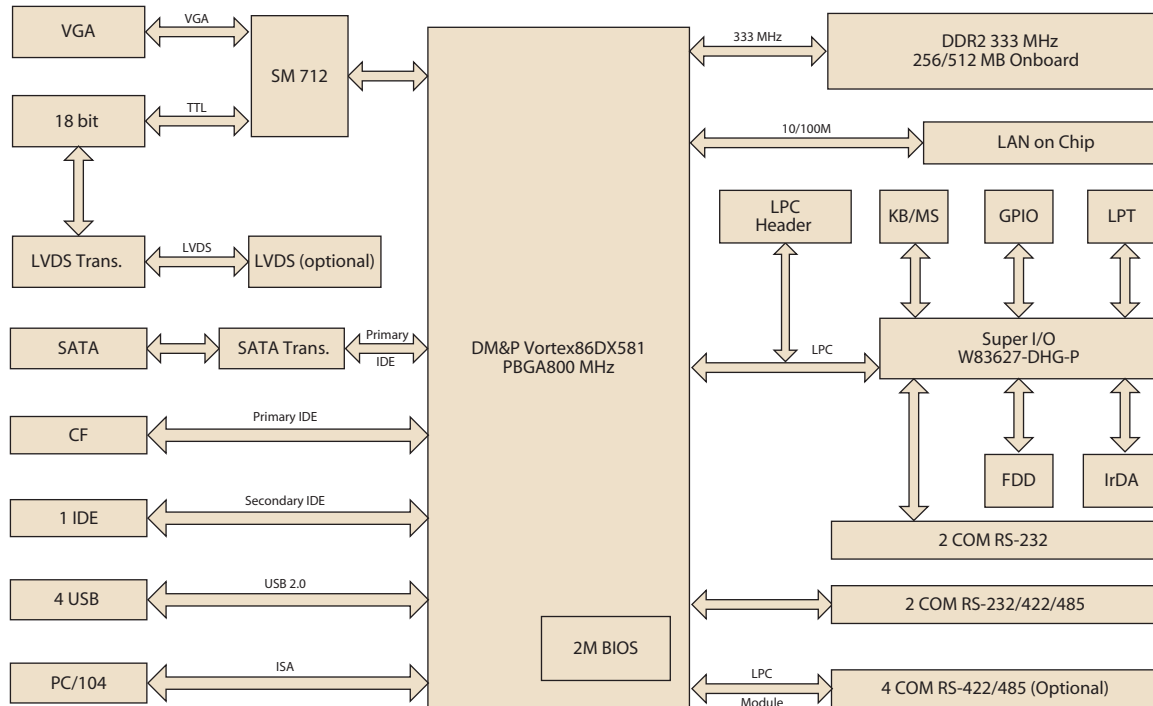 VGA
VGA
SM 712
333 MHz
DDR2 333 MHz
256/512 MB Onboard
18 bit
TTL
10/100M
LAN on Chip
LPC
Header
KB/MS
GPIO
LPT
LVDS Trans.
LVDS
LVDS (optional)
SATA
SATA Trans.
Primary
IDE
DM&P Vortex86DX581
PBGA800 MHz
LPC
Super I/O
W83627-DHG-P
CF
Primary IDE
FDD
IrDA
1 IDE
Secondary IDE
2 COM RS-232
4 USB
USB 2.0
2 COM RS-232/422/485
2M BIOS
PC/104
ISA
LPC
Module
4 COM RS-422/485 (Optional)